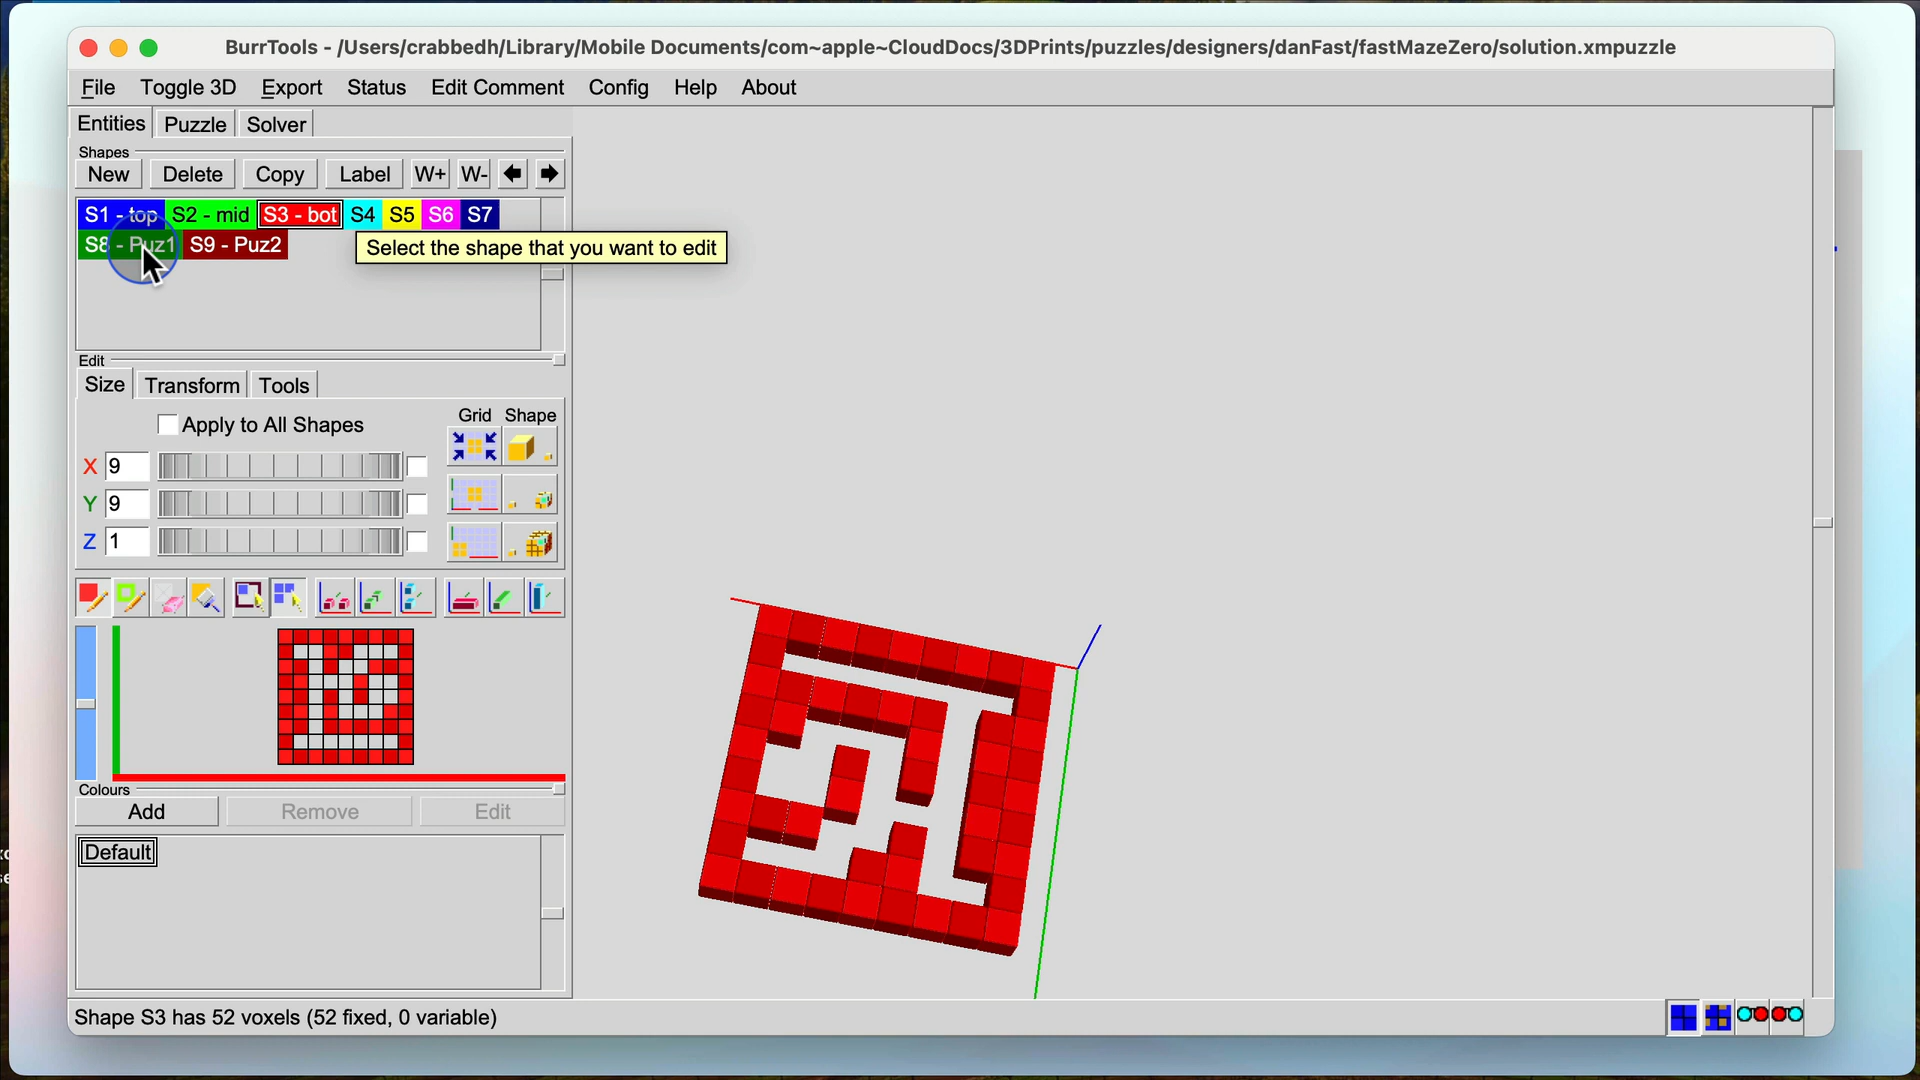 BurrTools - /Users/crabbedh/Library/Mobile Documents/com~apple~CloudDocs/3DPrints/puzzles/designers/danFast/fastMazeZero/solution.xmpuzzle
File Toggle 3D Export Status Edit Comment Config Help About
Entities Puzzle Solver
Shapes
New Delete Copy Label W+ W-
S1 - top S2 - mid S3 - bot S4 S5 S6 S7
S8 - Puz1 S9 - Puz2
Select the shape that you want to edit
Edit
Size Transform Tools
Apply to All Shapes
Grid Shape
X 9
Y 9
Z 1
Colours
Add Remove Edit
Default
Shape S3 has 52 voxels (52 fixed, 0 variable)